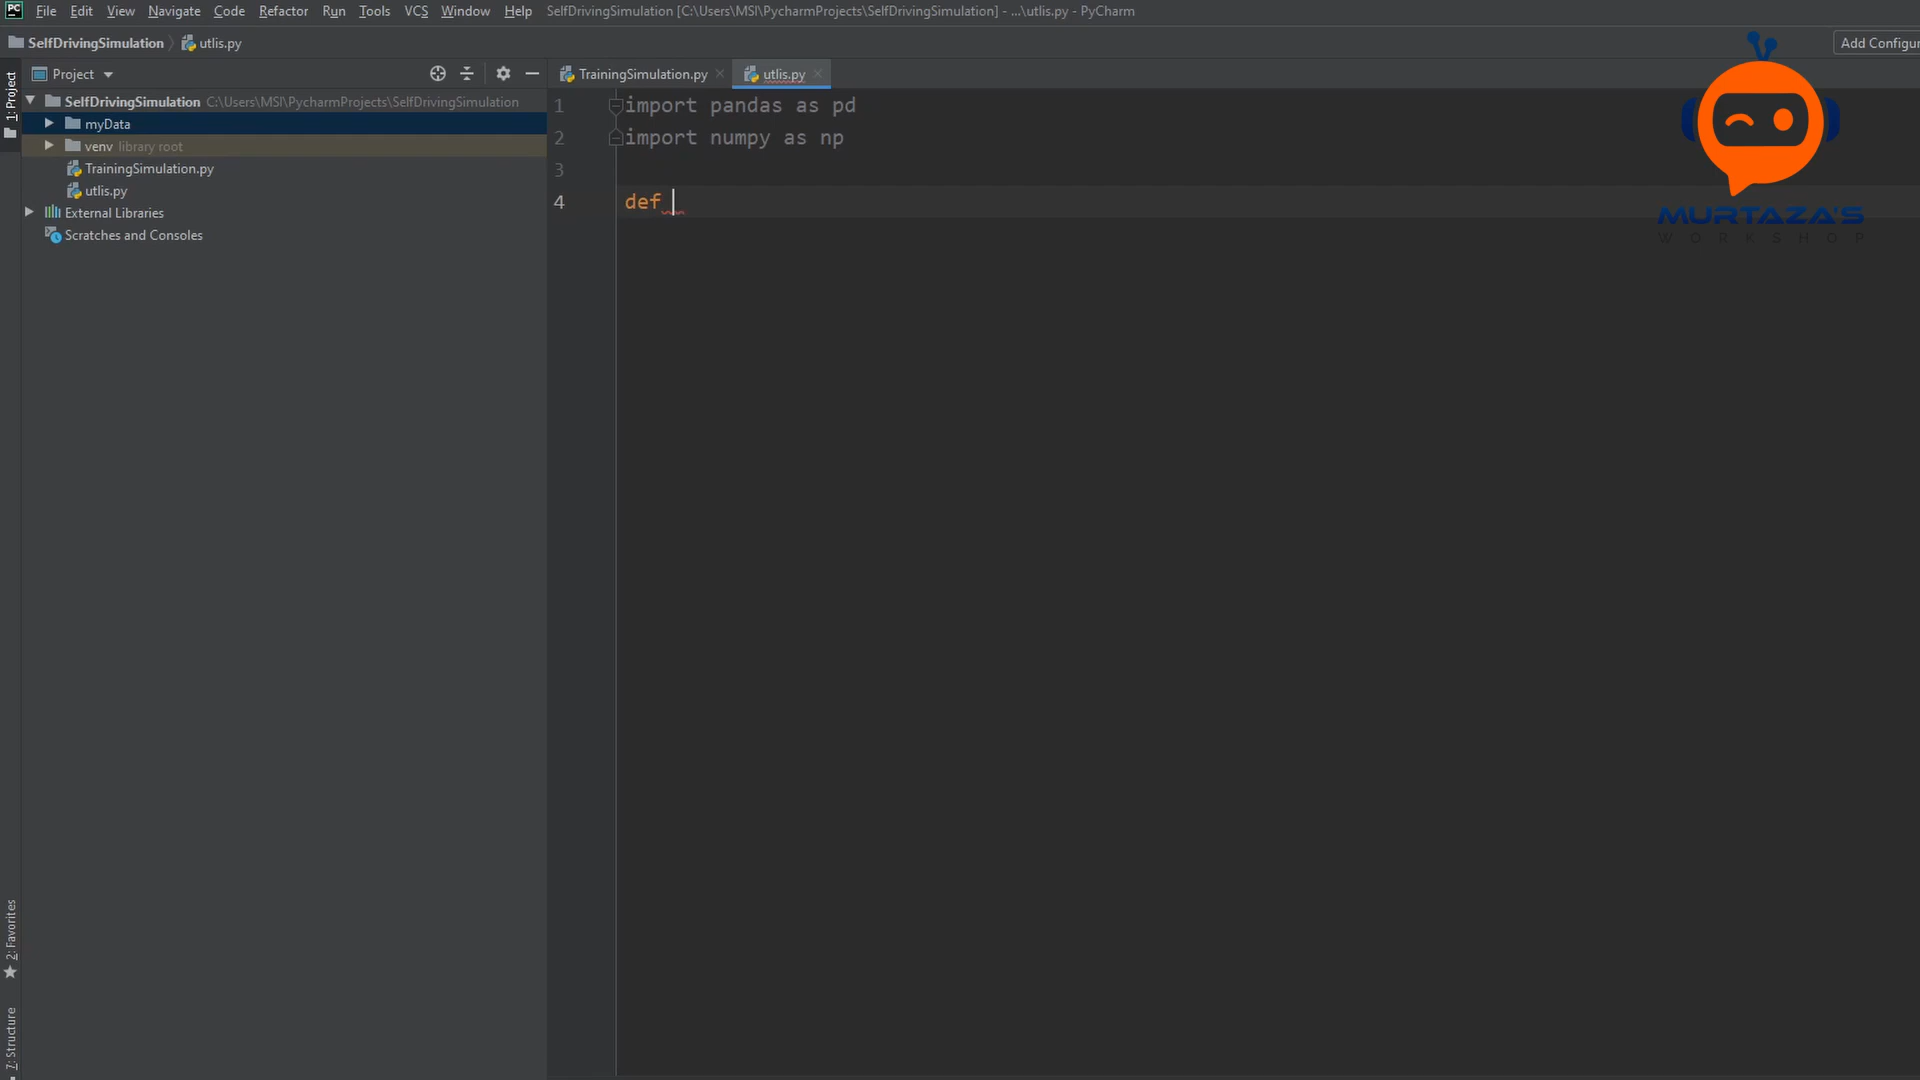 PC File Edit View Navigate Code Refactor Run Tools VCS Window Help SelfDrivingSimulation [C:\Users\MSI\PycharmProjects\SelfDrivingSimulation] - ...\utlis.py - PyCharm
SelfDrivingSimulation utlis.py Add Configur
Project TrainingSimulation.py utlis.py
SelfDrivingSimulation C:\Users\MSI\PycharmProjects\SelfDrivingSimulation
myData
venv library root
TrainingSimulation.py
utlis.py
External Libraries
Scratches and Consoles
1: Project
2: Favorites
7: Structure
1 import pandas as pd
2 import numpy as np
3
4 def
MURTAZA'S
WORKSHOP